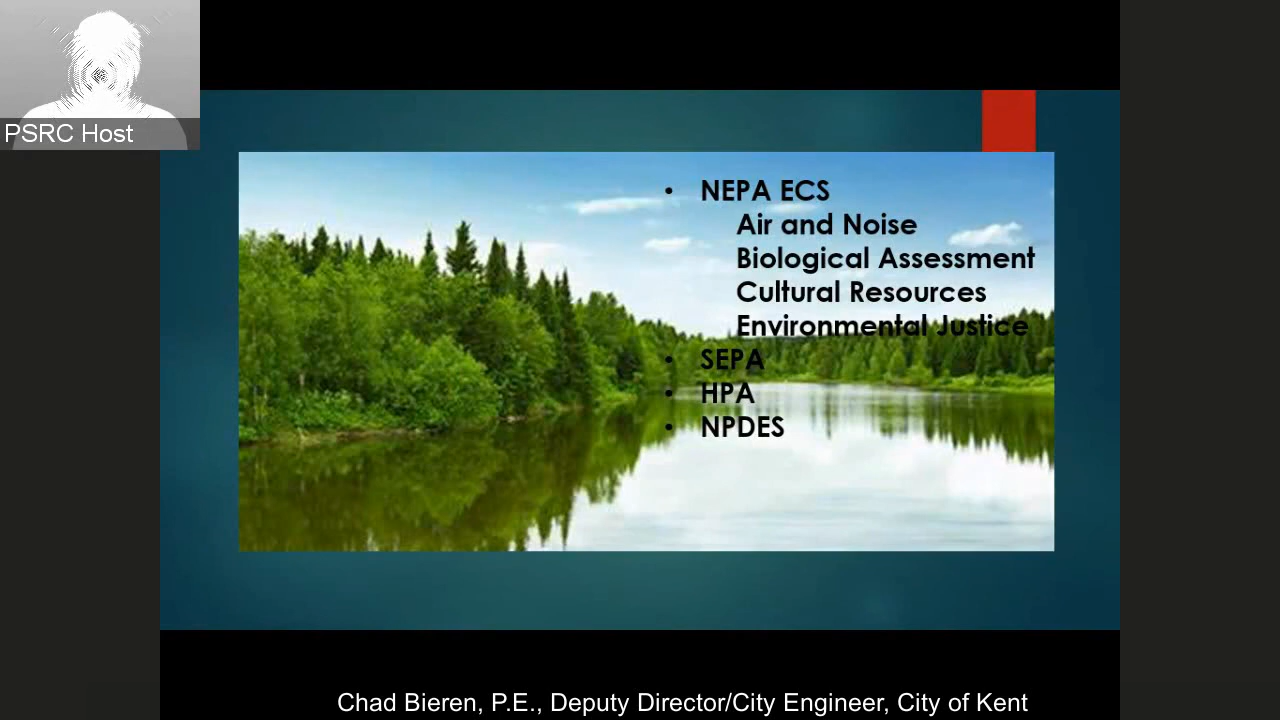 PSRC Host
• NEPA ECS
Air and Noise
Biological Assessment
Cultural Resources
Environmental Justice
• SEPA
• HPA
• NPDES
Chad Bieren, P.E., Deputy Director/City Engineer, City of Kent